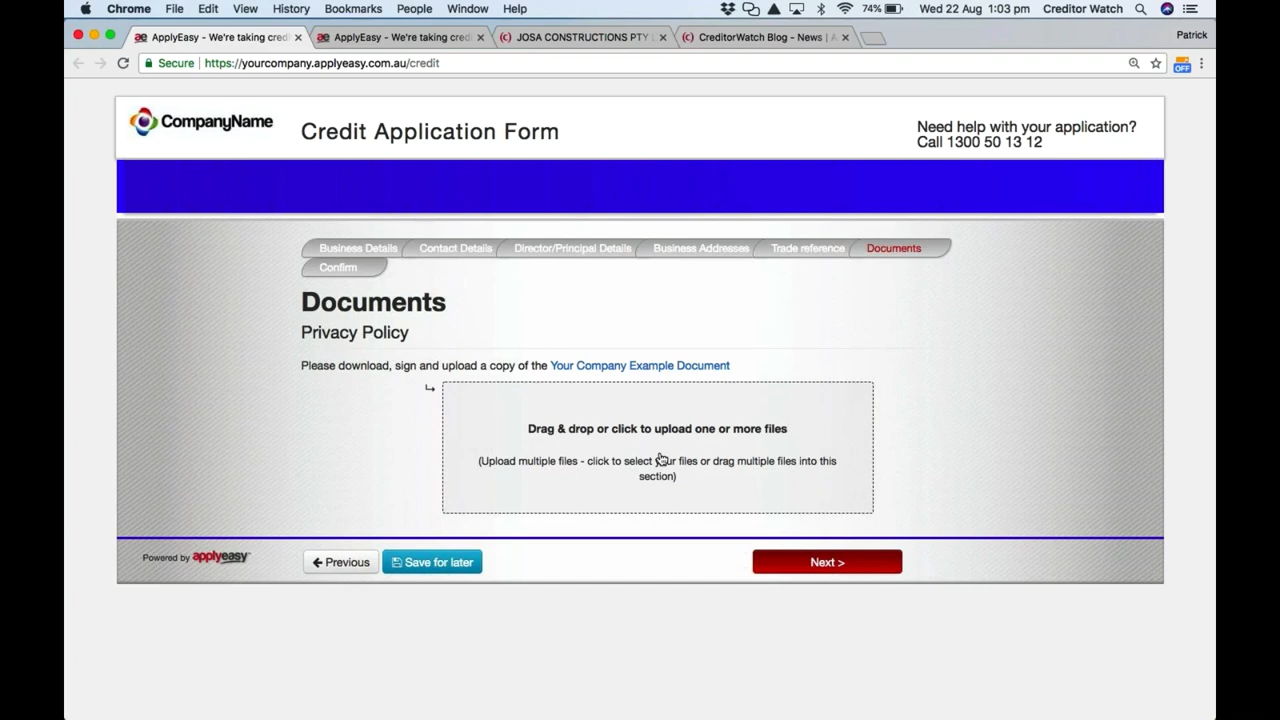 Chrome File Edit View History Bookmarks People Window Help 74% Wed 22 Aug 1:03 pm Creditor Watch
ae ApplyEasy - We're taking cred ae ApplyEasy - We're taking cred (c) JOSA CONSTRUCTIONS PTY (c) CreditorWatch Blog - News | Patrick
Secure https://yourcompany.applyeasy.com.au/credit OFF
CompanyName
Credit Application Form
Need help with your application?
Call 1300 50 13 12
Business Details Contact Details Director/Principal Details Business Addresses Trade reference Documents
Confirm
Documents
Privacy Policy
Please download, sign and upload a copy of the Your Company Example Document
Drag & drop or click to upload one or more files
(Upload multiple files - click to select your files or drag multiple files into this
section)
Powered by applyeasy
Previous Save for later Next >